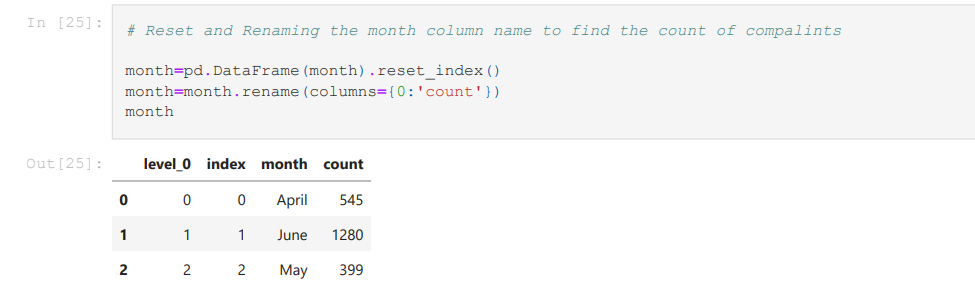 In [25]: # Reset and Renaming the month column name to find the count of compalints
month=pd.DataFrame(month).reset_index()
month=month.rename(columns={0:'count'})
month
Out[25]: level_0 index month count
0 0 0 April 545
1 1 1 June 1280
2 2 2 May 399